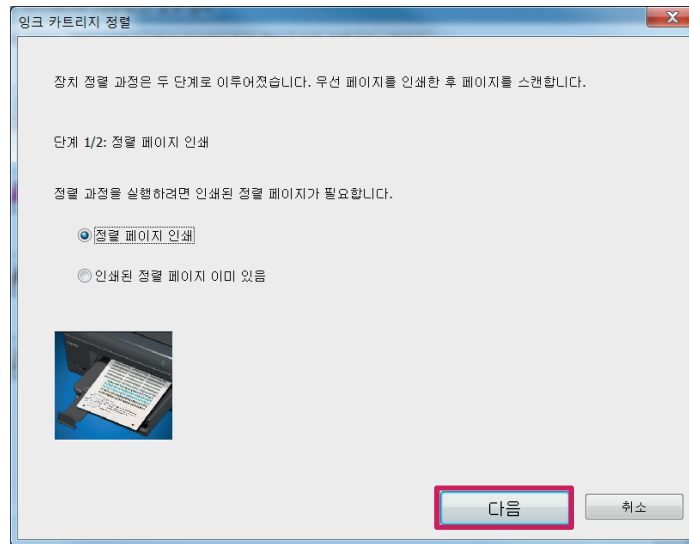 잉크 카트리지 정렬
장치 정렬 과정은 두 단계로 이루어졌습니다. 우선 페이지를 인쇄한 후 페이지를 스캔합니다.
단계 1/2: 정렬 페이지 인쇄
정렬 과정을 실행하려면 인쇄된 정렬 페이지가 필요합니다.
정렬 페이지 인쇄
인쇄된 정렬 페이지 이미 있음
다음
취소